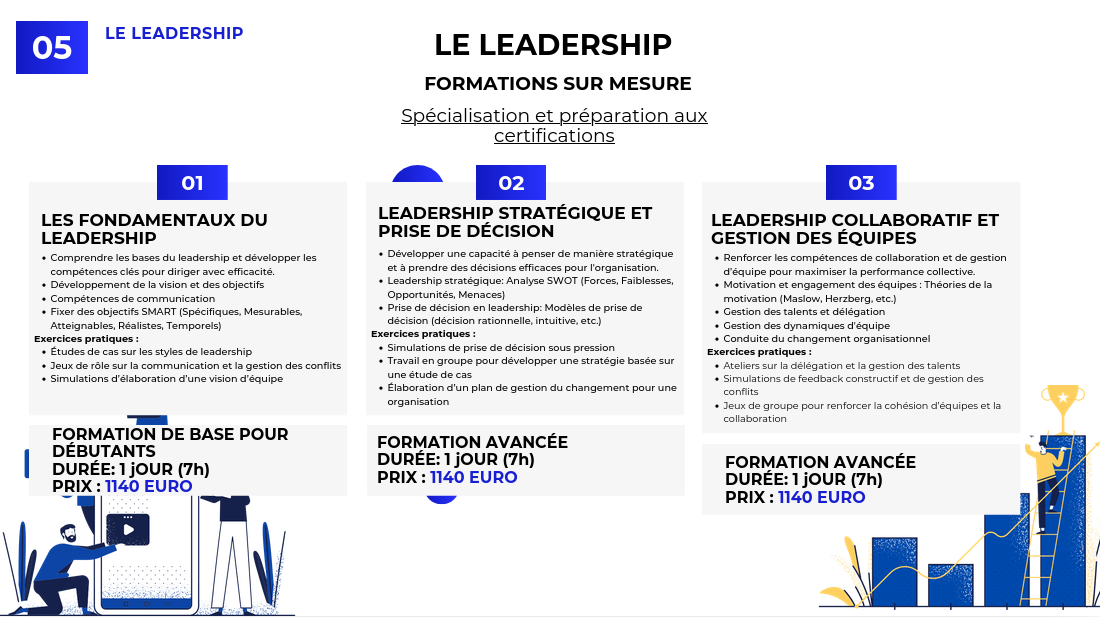 05
LE LEADERSHIP
LE LEADERSHIP
FORMATIONS SUR MESURE
Spécialisation et préparation aux
certifications
01
LES FONDAMENTAUX DU
LEADERSHIP
• Comprendre les bases du leadership et développer les
compétences clés pour diriger avec efficacité.
• Développement de la vision et des objectifs
• Compétences de communication
• Fixer des objectifs SMART (Spécifiques, Mesurables,
Atteignables, Réalistes, Temporels)
Exercices pratiques :
• Études de cas sur les styles de leadership
• Jeux de rôle sur la communication et la gestion des conflits
• Simulations d'élaboration d'une vision d'équipe
FORMATION DE BASE POUR
DÉBUTANTS
DURÉE: 1 jOUR (7h)
PRIX : 1140 EURO
02
LEADERSHIP STRATÉGIQUE ET
PRISE DE DÉCISION
• Développer une capacité à penser de manière stratégique
et à prendre des décisions efficaces pour l'organisation.
• Leadership stratégique: Analyse SWOT (Forces, Faiblesses,
Opportunités, Menaces)
• Prise de décision en leadership: Modèles de prise de
décision (décision rationnelle, intuitive, etc.)
Exercices pratiques :
• Simulations de prise de décision sous pression
• Travail en groupe pour développer une stratégie basée sur
une étude de cas
• Élaboration d'un plan de gestion du changement pour une
organisation
FORMATION AVANCÉE
DURÉE: 1 jOUR (7h)
PRIX : 1140 EURO
03
LEADERSHIP COLLABORATIF ET
GESTION DES ÉQUIPES
• Renforcer les compétences de collaboration et de gestion
d'équipe pour maximiser la performance collective.
• Motivation et engagement des équipes : Théories de la
motivation (Maslow, Herzberg, etc.)
• Gestion des talents et délégation
• Gestion des dynamiques d'équipe
• Conduite du changement organisationnel
Exercices pratiques :
• Ateliers sur la délégation et la gestion des talents
• Simulations de feedback constructif et de gestion des
conflits
• Jeux de groupe pour renforcer la cohésion d'équipes et la
collaboration
FORMATION AVANCÉE
DURÉE: 1 jOUR (7h)
PRIX : 1140 EURO